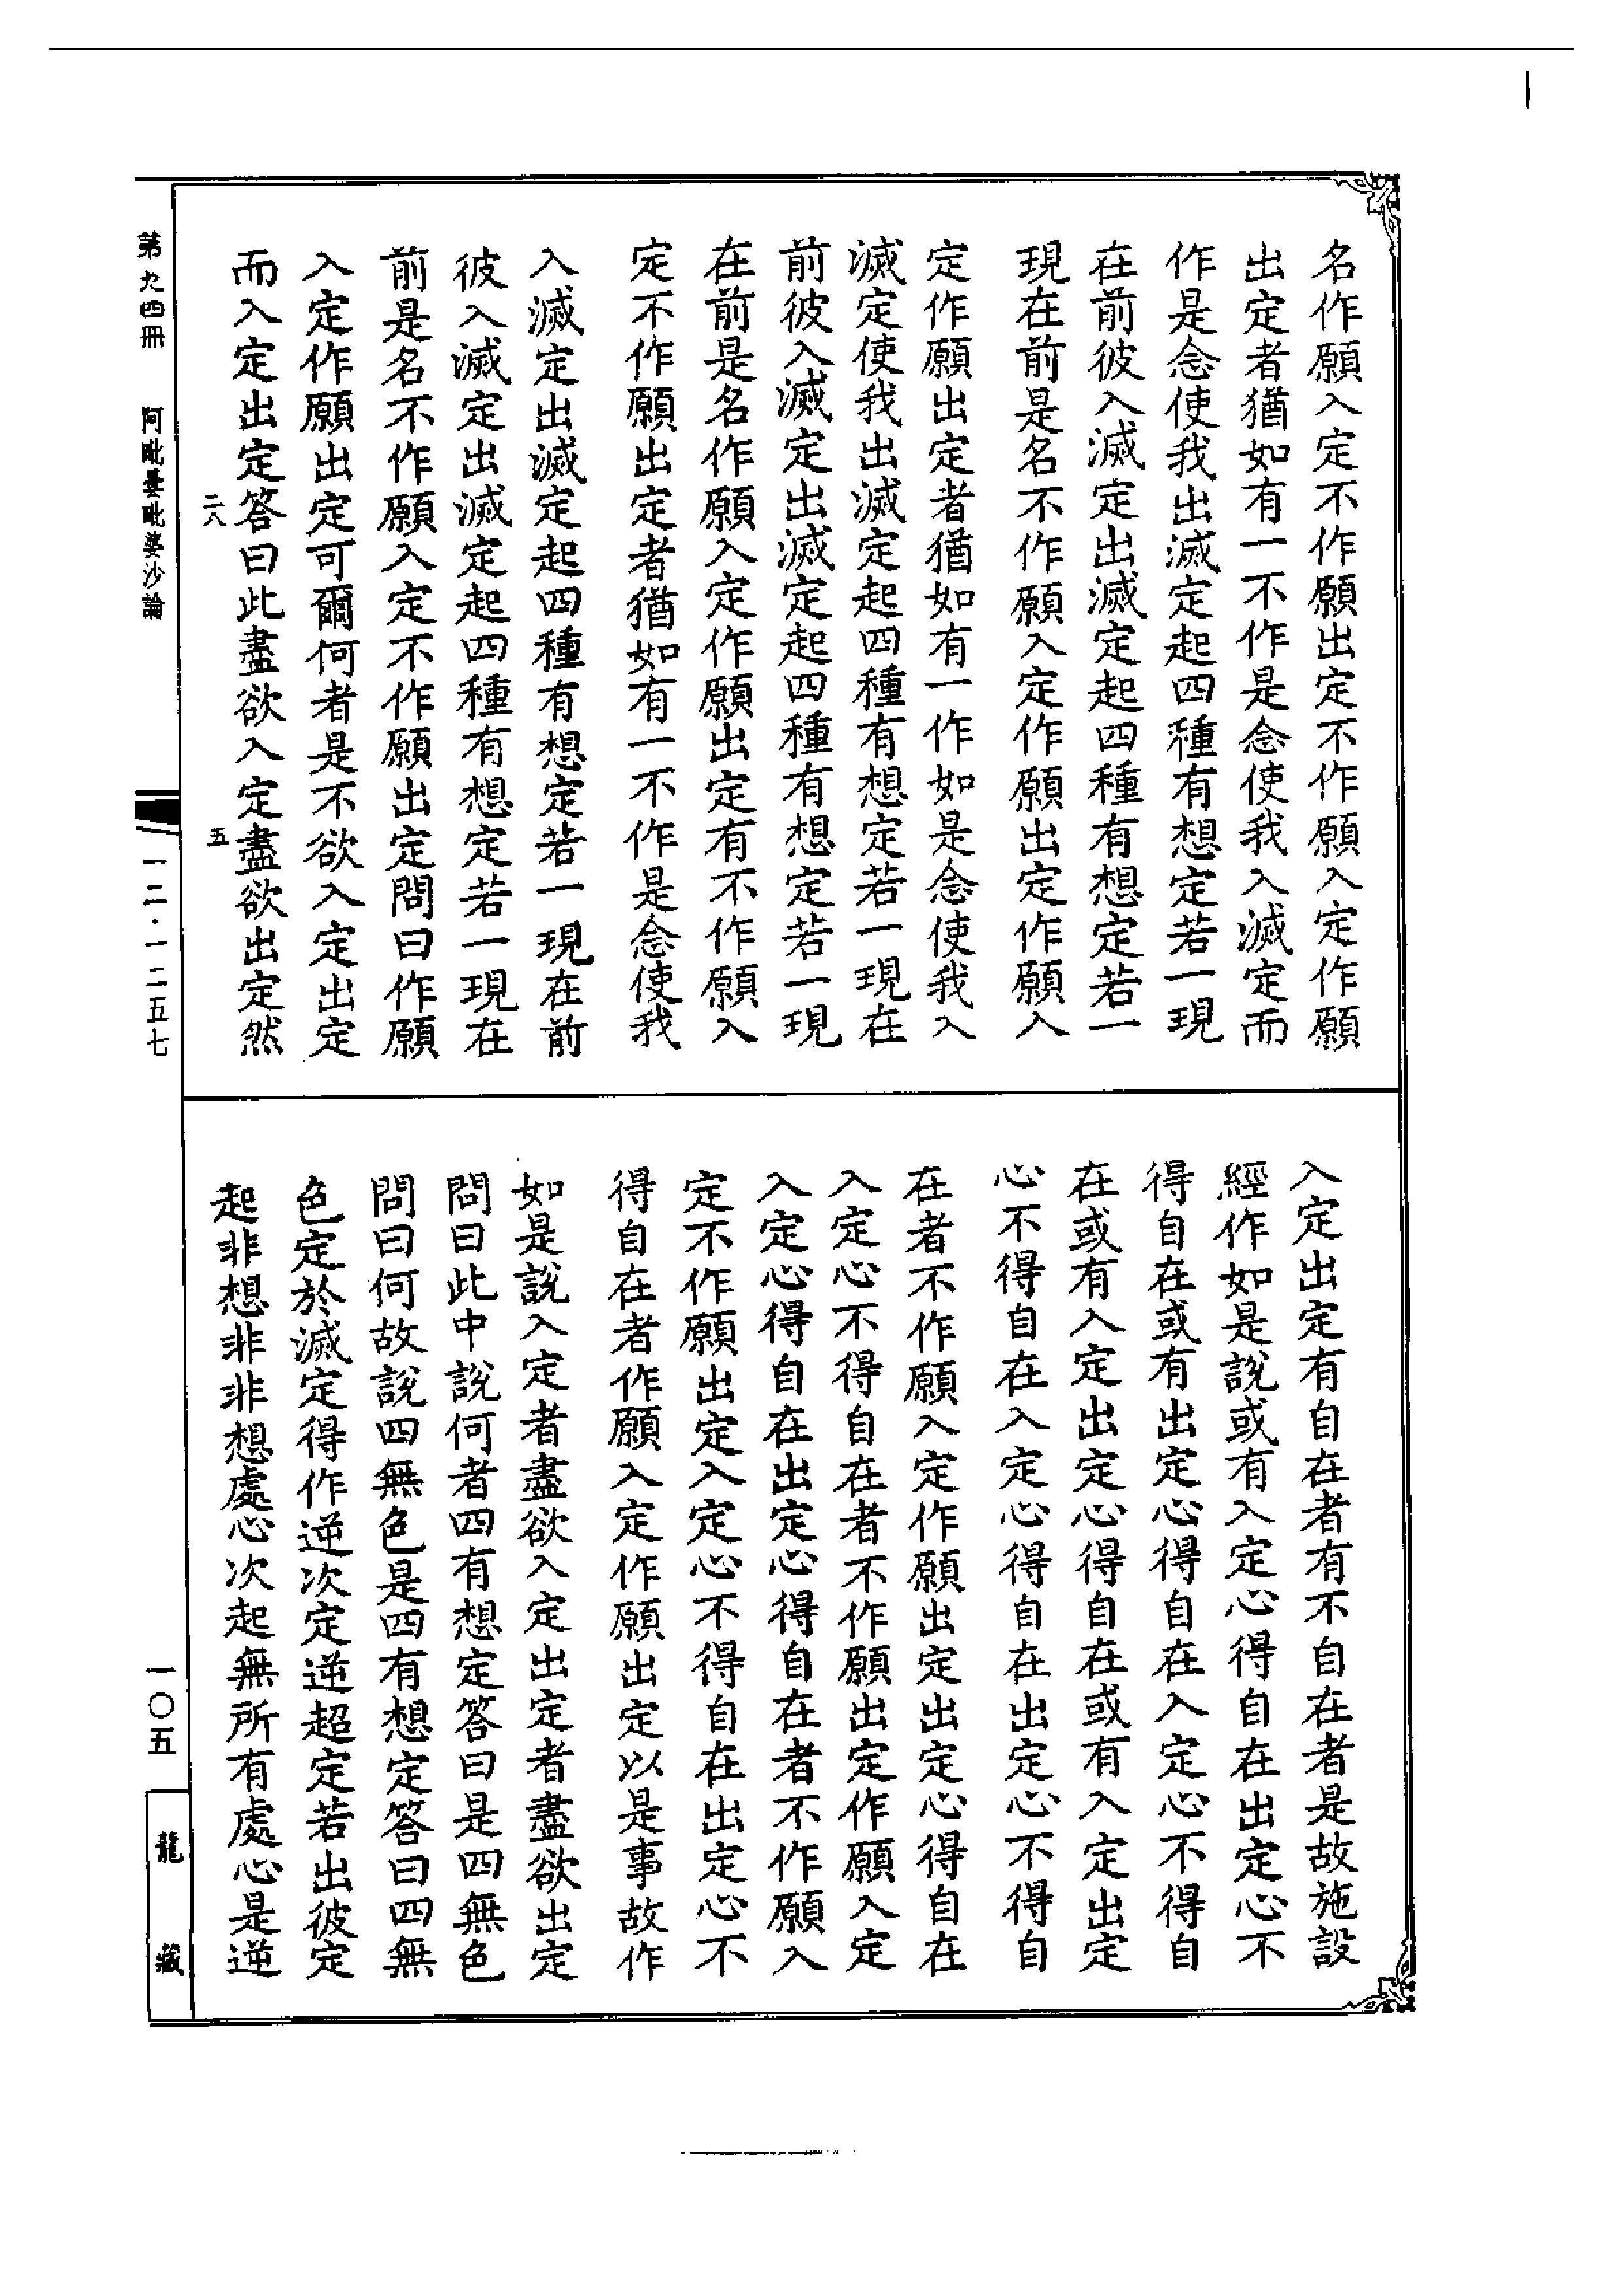 名作願入定不作願出定不作願入定作願
出定者猶如有一不作是念使我入滅定而
作是念使我出滅定起四種有想定若一現
在前彼入滅定出滅定起四種有想定若一
現在前是名不作願入定作願出定作願入
定作願出定者猶如有一作如是念使我入
滅定使我出滅定起四種有想定若一現在
前彼入滅定出滅定起四種有想定若一現
在前是名作願入定作願出定有不作願入
定不作願出定者猶如有一不作是念使我
入滅定出滅定起四種有想定若一現在前
彼入滅定出滅定起四種有想定若一現在
前是名不作願入定不作願出定問曰作願
入定作願出定可爾何者是不欲入定出定
而入定出定答曰此盡欲入定盡欲出定然
二八
五
入定出定有自在者有不自在者是故施設
經作如是說或有入定心得自在出定心不
得自在或有出定心得自在入定心不得自
在或有入定出定心得自在或有入定出定
心不得自在入定心得自在出定心不得自
在者不作願入定作願出定出定心得自在
入定心不得自在者不作願出定作願入定
入定心得自在出定心得自在者不作願入
定不作願出定入定心不得自在出定心不
得自在者作願入定作願出定以是事故作
如是說入定者盡欲入定出定者盡欲出定
問曰此中說何者四有想定答曰是四無色
問曰何故說四無色是四有想定答曰四無
色定於滅定得作逆次定逆超定若出彼定
起非想非非想處心次起無所有處心是逆
第九四冊
阿毗曇毗婆沙論
一二·一二五七
一〇五
龍藏